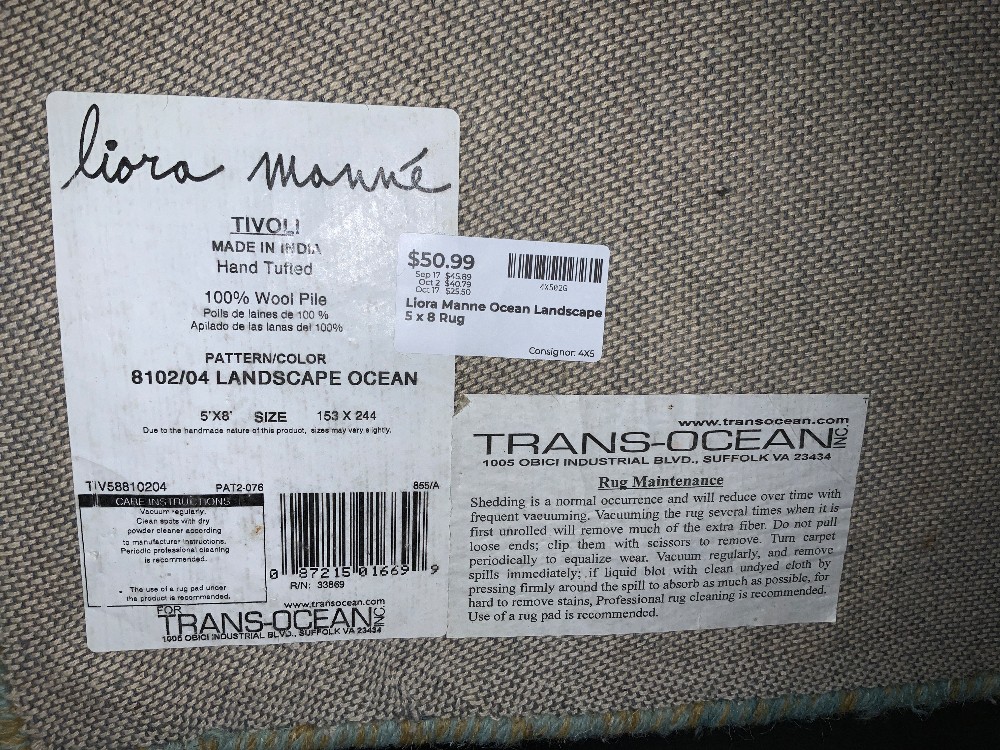 liora manné
TIVOLI
MADE IN INDIA
Hand Tufted
100% Wool Pile
Poils de laines de 100 %
Apilado de las lanas del 100%
PATTERN/COLOR
8102/04 LANDSCAPE OCEAN
5'X8' SIZE 153 X 244
Due to the handmade nature of this product, sizes may vary slightly.
TIV58810204 PAT2-076 855/A
CARE INSTRUCTIONS
Vacuum regularly.
Clean spots with dry
powder cleaner according
to manufacturer instructions.
Periodic professional cleaning
is recommended.
• The use of a rug pad under
the product is recommended.
0 87215 01669 9
R/N: 33869
FOR
www.transocean.com
TRANS-OCEAN INC
1005 OBICI INDUSTRIAL BLVD., SUFFOLK VA 23434
$50.99
Sep 17 $45.89
Oct 2 $40.79
Oct 17 $25.50
4X502G
Liora Manne Ocean Landscape
5 x 8 Rug
Consignor: 4X5
www.transocean.com
TRANS-OCEAN INC
1005 OBICI INDUSTRIAL BLVD., SUFFOLK VA 23434
Rug Maintenance
Shedding is a normal occurrence and will reduce over time with
frequent vacuuming. Vacuuming the rug several times when it is
first unrolled will remove much of the extra fiber. Do not pull
loose ends; clip them with scissors to remove. Turn carpet
periodically to equalize wear. Vacuum regularly, and remove
spills immediately; if liquid blot with clean undyed cloth by
pressing firmly around the spill to absorb as much as possible, for
hard to remove stains, Professional rug cleaning is recommended.
Use of a rug pad is recommended.